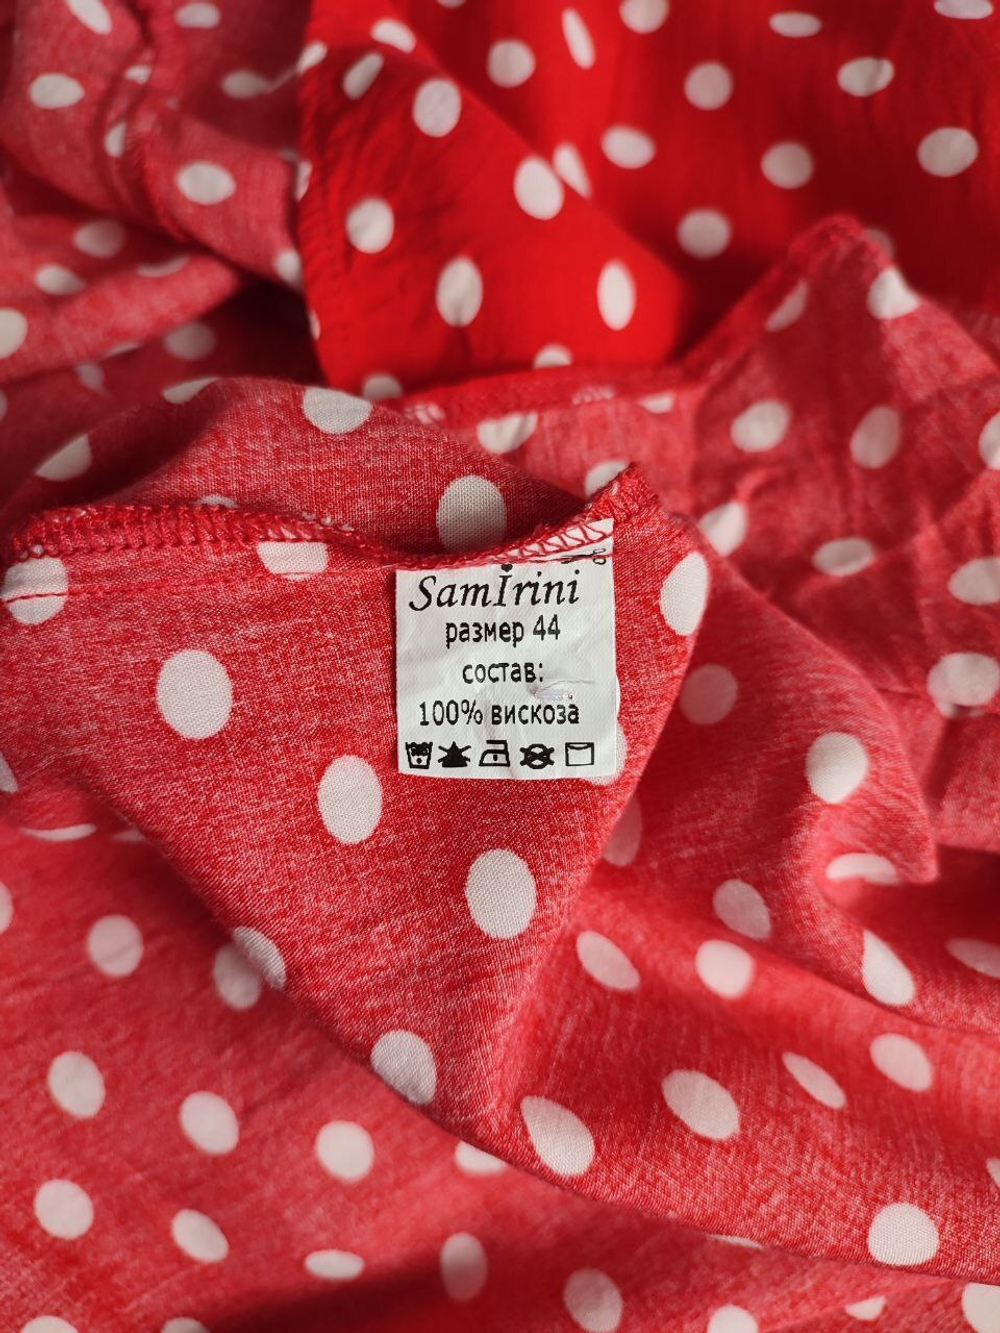 SamIrini
размер 44
состав:
100% вискоза